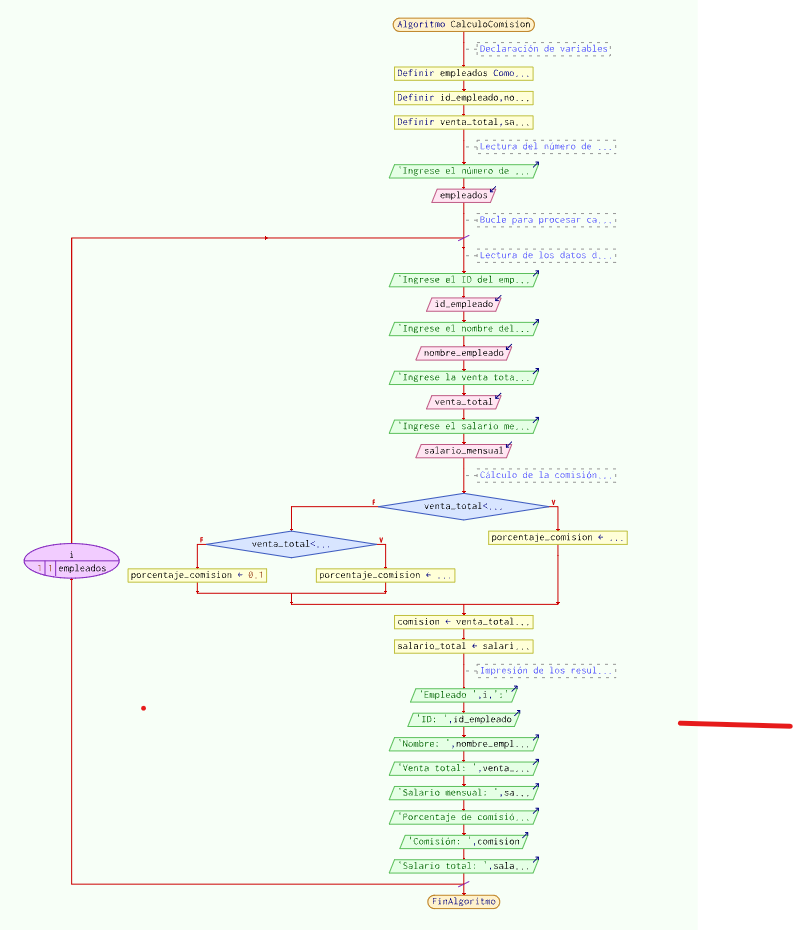 Algoritmo CalculoComision
Declaración de variables
Definir empleados Como...
Definir id_empleado,no...
Definir venta_total,sa...
Lectura del número de ...
'Ingrese el número de ...
empleados
Bucle para procesar ca...
Lectura de los datos d...
'Ingrese el ID del emp...
id_empleado
'Ingrese el nombre del...
nombre_empleado
'Ingrese la venta tota...
venta_total
'Ingrese el salario me...
salario_mensual
Cálculo de la comisión...
F
V
venta_total<...
porcentaje_comision ← ...
F
V
venta_total<...
i
1 1 empleados
porcentaje_comision ← 0.1
porcentaje_comision ← ...
comision ← venta_total...
salario_total ← salari...
Impresión de los resul...
'Empleado ',i,':'
'ID: ',id_empleado
'Nombre: ',nombre_empl...
'Venta total: ',venta_...
'Salario mensual: ',sa...
'Porcentaje de comisió...
'Comisión: ',comision
'Salario total: ',sala...
FinAlgoritmo